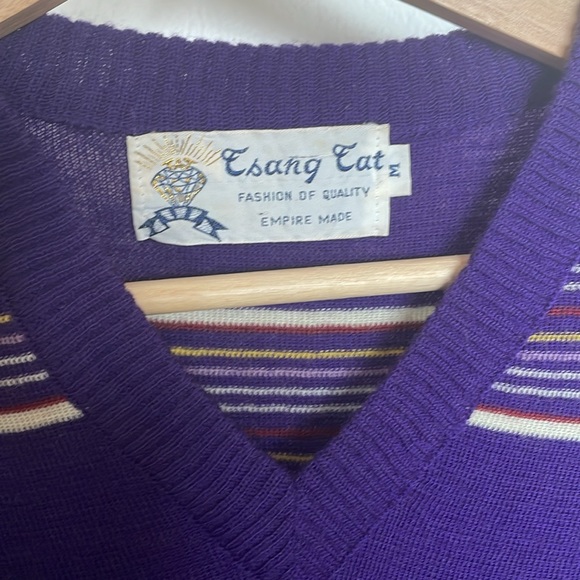 Tsang Tat
FASHION OF QUALITY
EMPIRE MADE
M